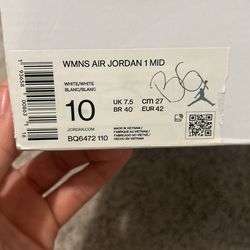 WMNS AIR JORDAN 1 MID
WHITE/WHITE
BLANC/BLANC
10
UK 7.5
CM 27
BR 40
EUR 42
JORDAN.COM
BQ6472 110
MADE IN VIETNAM
FABRIQUÉ AU VIETNAM
HECHO EN VIETNAM